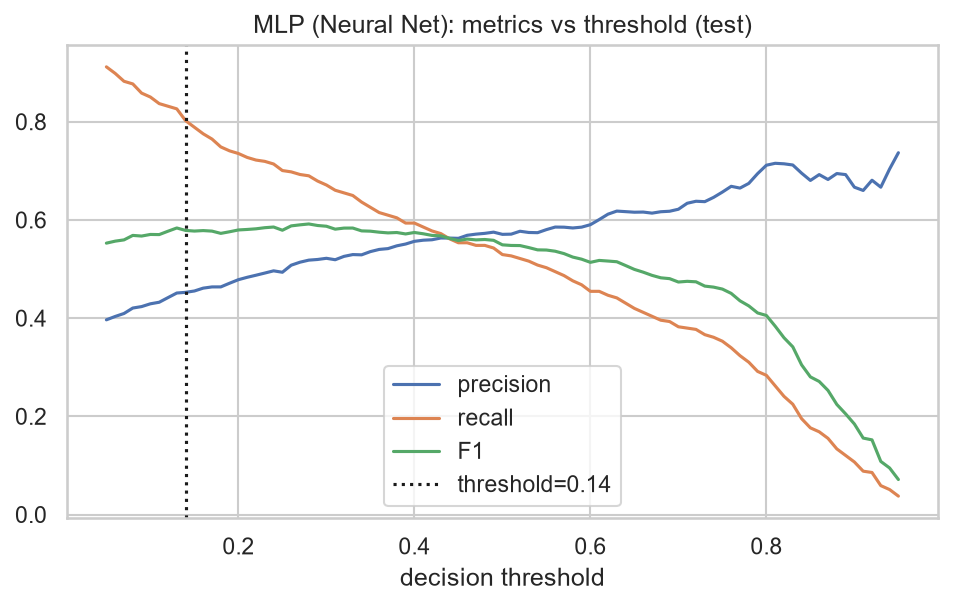 MLP (Neural Net): metrics vs threshold (test)
0.8
0.6
0.4
0.2
0.0
precision
recall
F1
threshold=0.14
0.2 0.4 0.6 0.8
decision threshold